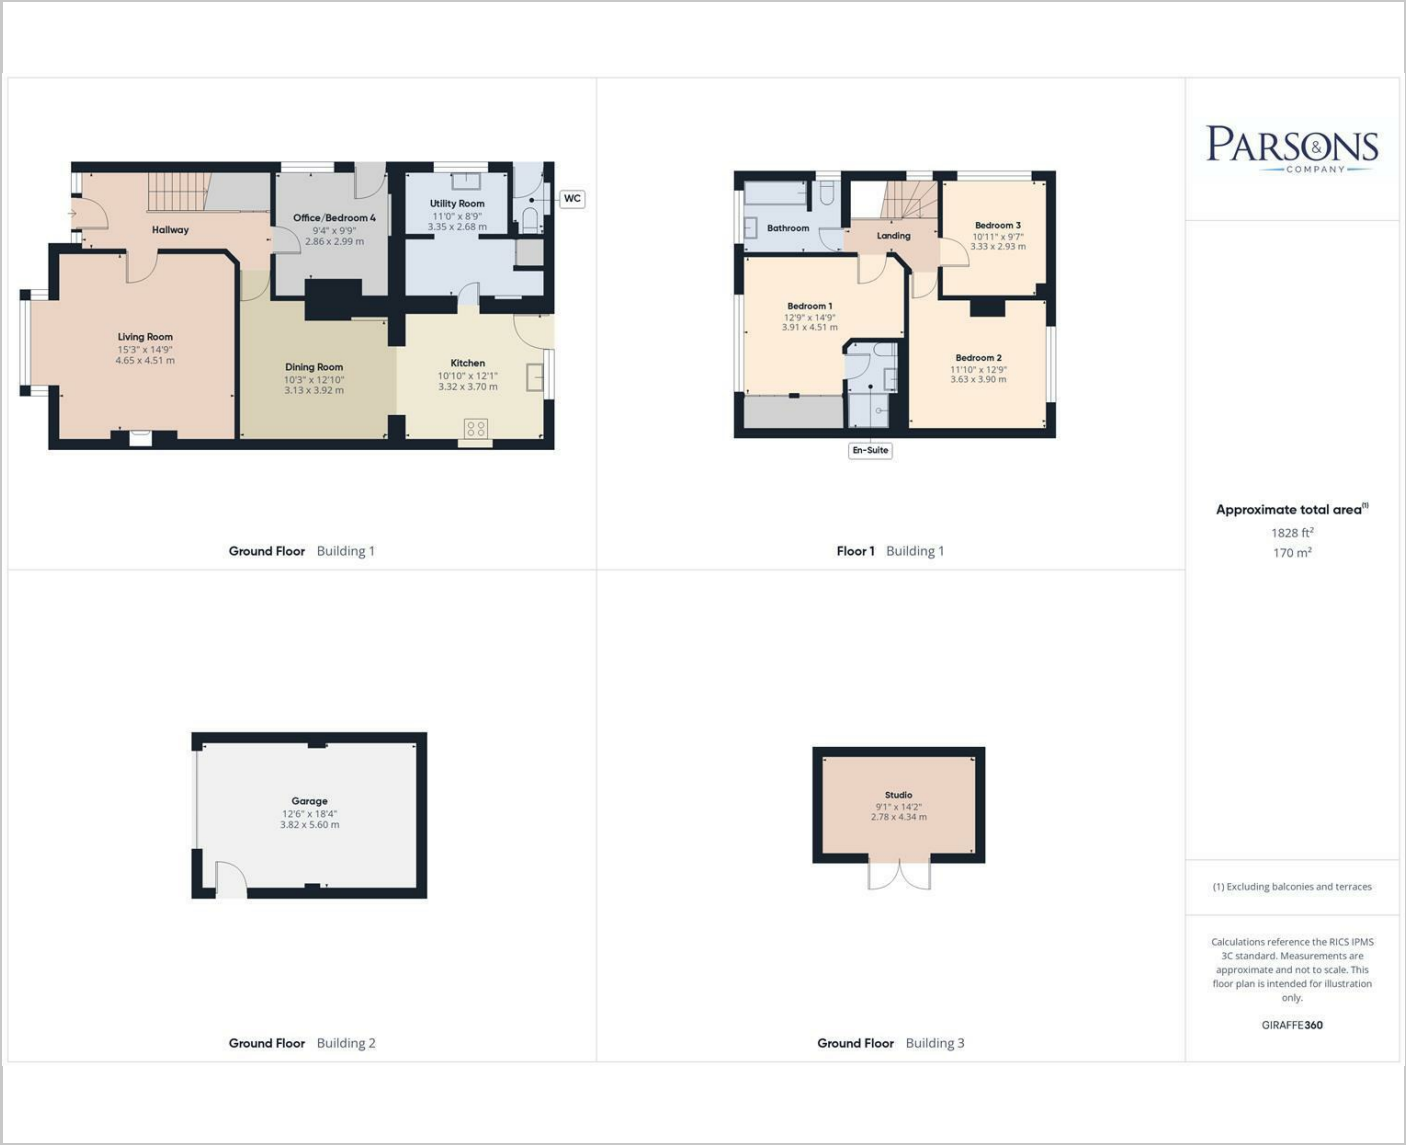 Hallway
Office/Bedroom 4
9'4" x 9'9"
2.86 x 2.99 m
Utility Room
11'0" x 8'9"
3.35 x 2.68 m
WC
Living Room
15'3" x 14'9"
4.65 x 4.51 m
Dining Room
10'3" x 12'10"
3.13 x 3.92 m
Kitchen
10'10" x 12'1"
3.32 x 3.70 m
Ground Floor Building 1
Bathroom
Landing
Bedroom 3
10'11" x 9'7"
3.33 x 2.93 m
Bedroom 1
12'9" x 14'9"
3.91 x 4.51 m
Bedroom 2
11'10" x 12'9"
3.63 x 3.90 m
En-Suite
Floor 1 Building 1
Garage
12'6" x 18'4"
3.82 x 5.60 m
Ground Floor Building 2
Studio
9'1" x 14'2"
2.78 x 4.34 m
Ground Floor Building 3
PARSONS
&
COMPANY
Approximate total area(1)
1828 ft²
170 m²
(1) Excluding balconies and terraces
Calculations reference the RICS IPMS
3C standard. Measurements are
approximate and not to scale. This
floor plan is intended for illustration
only.
GIRAFFE360